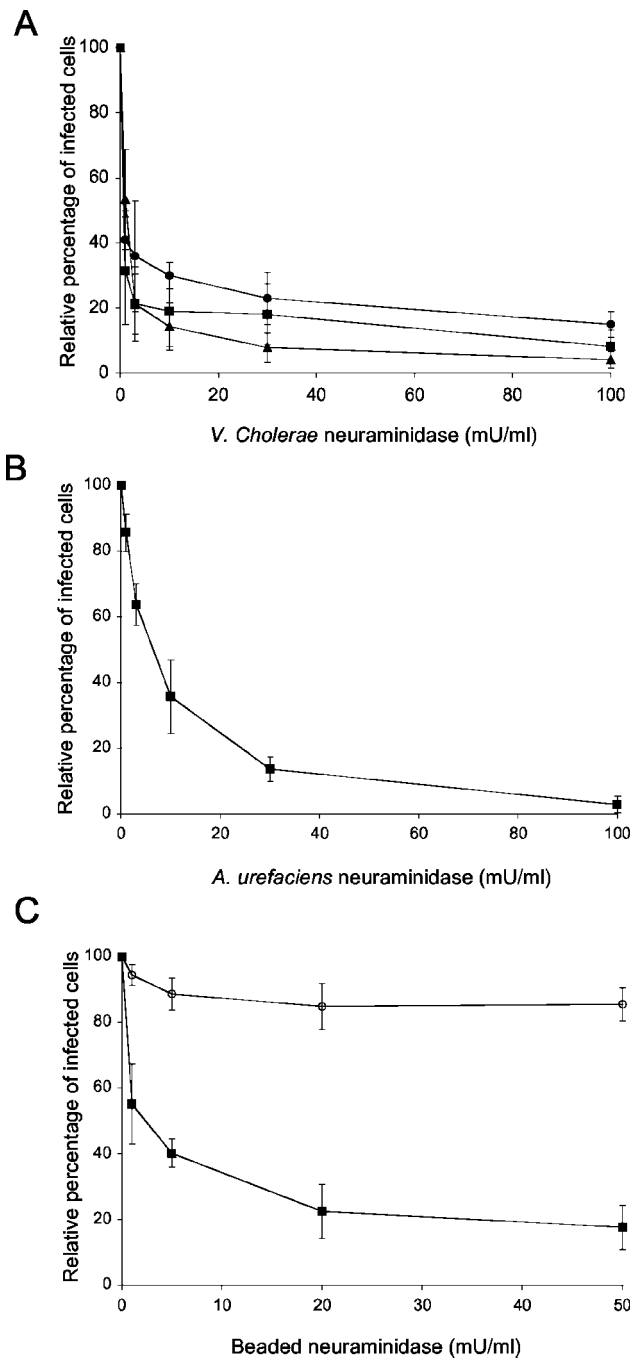 A
Relative percentage of infected cells
100
80
60
40
20
0
0 20 40 60 80 100
V. Cholerae neuraminidase (mU/ml)
B
Relative percentage of infected cells
100
80
60
40
20
0
0 20 40 60 80 100
A. urefaciens neuraminidase (mU/ml)
C
Relative percentage of infected cells
100
80
60
40
20
0
0 10 20 30 40 50
Beaded neuraminidase (mU/ml)